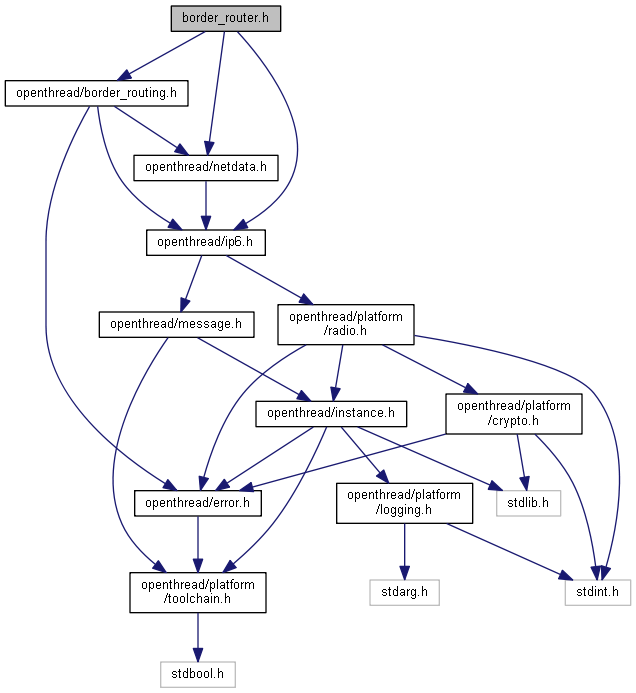 border_router.h
openthread/border_routing.h
openthread/netdata.h
openthread/ip6.h
openthread/message.h
openthread/platform
/radio.h
openthread/instance.h
openthread/platform
/crypto.h
openthread/error.h
openthread/platform
/logging.h
stdlib.h
openthread/platform
/toolchain.h
stdarg.h
stdint.h
stdbool.h